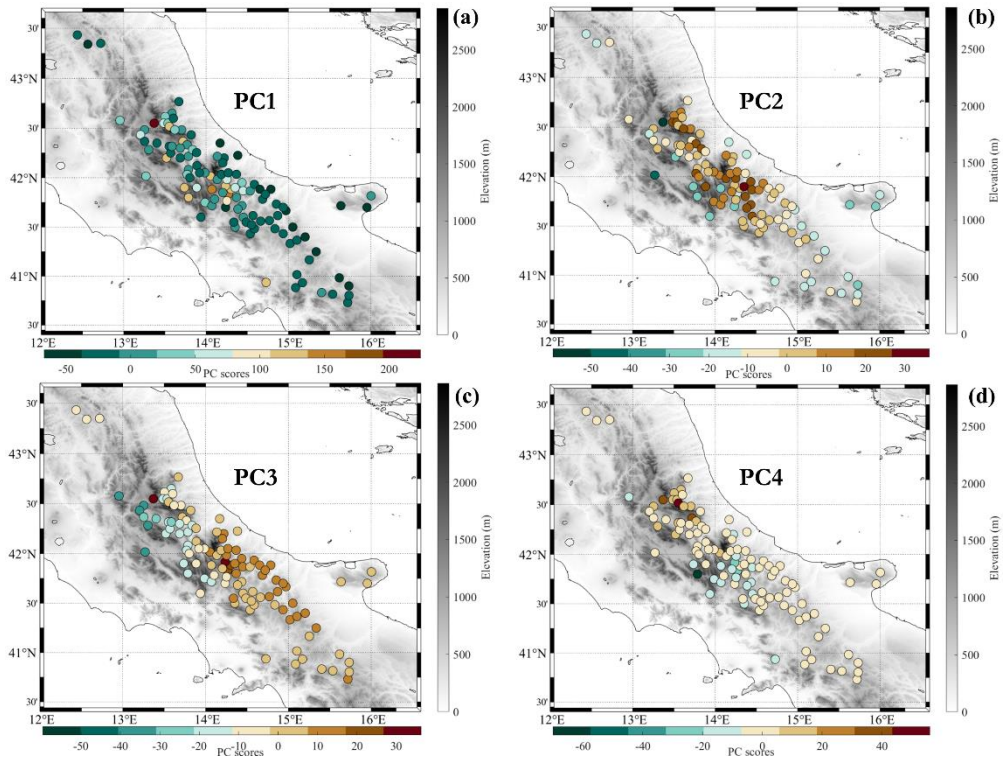 (a)
PC1
30'
43°N
30'
42°N
30'
41°N
30'
12°E 13°E 14°E 15°E 16°E
2500
2000
1500
1000
500
0
Elevation (m)
-50 0 50 100 150 200
PC scores
(b)
PC2
30'
43°N
30'
42°N
30'
41°N
30'
12°E 13°E 14°E 15°E 16°E
2500
2000
1500
1000
500
0
Elevation (m)
-50 -40 -30 -20 -10 0 10 20 30
PC scores
(c)
PC3
30'
43°N
30'
42°N
30'
41°N
30'
12°E 13°E 14°E 15°E 16°E
2500
2000
1500
1000
500
0
Elevation (m)
-50 -40 -30 -20 -10 0 10 20 30
PC scores
(d)
PC4
30'
43°N
30'
42°N
30'
41°N
30'
12°E 13°E 14°E 15°E 16°E
2500
2000
1500
1000
500
0
Elevation (m)
-60 -40 -20 0 20 40
PC scores